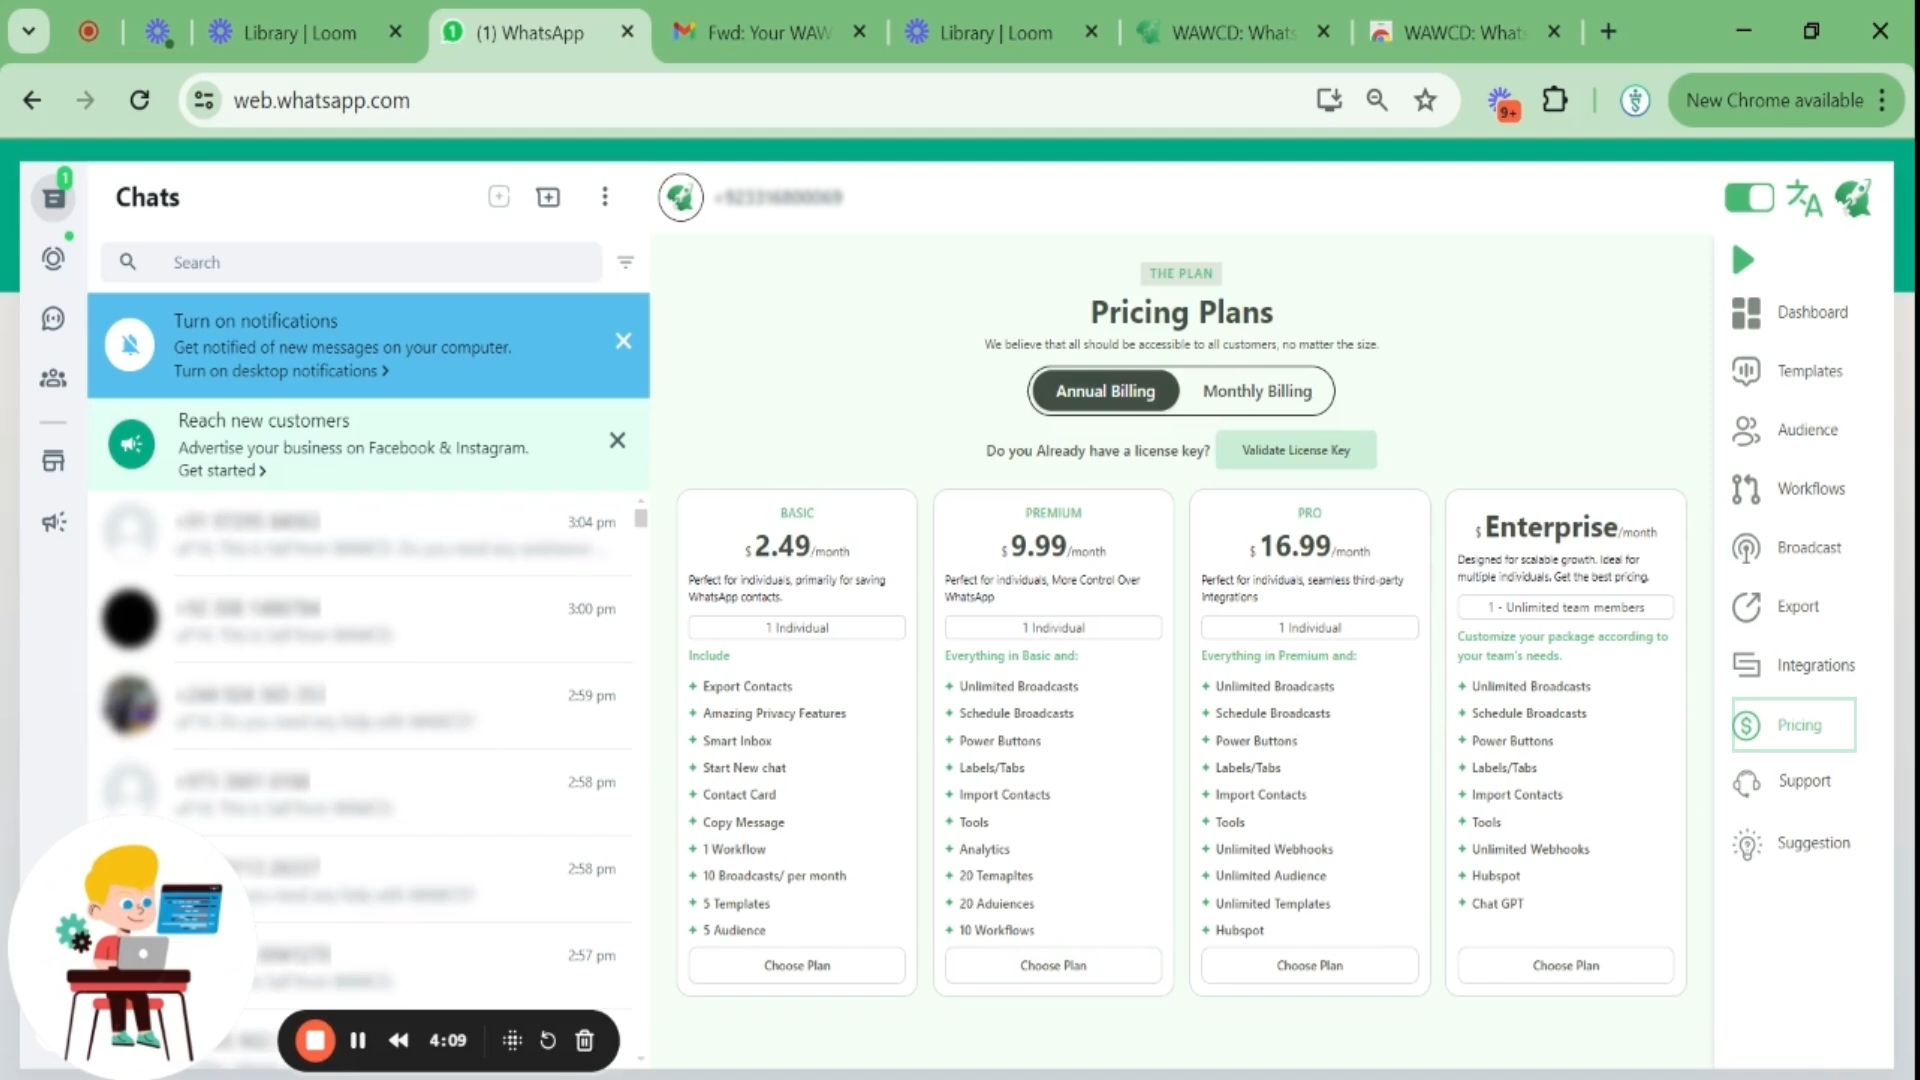 Library | Loom
(1) WhatsApp
Fwd: Your WAW
Library | Loom
WAWCD: Whats
WAWCD: Whats
web.whatsapp.com
9+
New Chrome available
1
Chats
Search
Turn on notifications
Get notified of new messages on your computer.
Turn on desktop notifications >
Reach new customers
Advertise your business on Facebook & Instagram.
Get started >
3:04 pm
3:00 pm
2:59 pm
2:58 pm
2:58 pm
2:57 pm
4:09
THE PLAN
Pricing Plans
We believe that all should be accessible to all customers, no matter the size.
Annual Billing
Monthly Billing
Do you Already have a license key?
Validate License Key
BASIC
$ 2.49/month
Perfect for individuals, primarily for saving
WhatsApp contacts.
1 Individual
Include
+ Export Contacts
+ Amazing Privacy Features
+ Smart Inbox
+ Start New chat
+ Contact Card
+ Copy Message
+ 1 Workflow
+ 10 Broadcasts/ per month
+ 5 Templates
+ 5 Audience
Choose Plan
PREMIUM
$ 9.99/month
Perfect for individuals, More Control Over
WhatsApp
1 Individual
Everything in Basic and:
+ Unlimited Broadcasts
+ Schedule Broadcasts
+ Power Buttons
+ Labels/Tabs
+ Import Contacts
+ Tools
+ Analytics
+ 20 Temapltes
+ 20 Aduiences
+ 10 Workflows
Choose Plan
PRO
$ 16.99/month
Perfect for individuals, seamless third-party
Integrations
1 Individual
Everything in Premium and:
+ Unlimited Broadcasts
+ Schedule Broadcasts
+ Power Buttons
+ Labels/Tabs
+ Import Contacts
+ Tools
+ Unlimited Webhooks
+ Unlimited Audience
+ Unlimited Templates
+ Hubspot
Choose Plan
$ Enterprise/month
Designed for scalable growth. Ideal for
multiple individuals. Get the best pricing.
1 - Unlimited team members
Customize your package according to
your team's needs.
+ Unlimited Broadcasts
+ Schedule Broadcasts
+ Power Buttons
+ Labels/Tabs
+ Import Contacts
+ Tools
+ Unlimited Webhooks
+ Hubspot
+ Chat GPT
Choose Plan
Dashboard
Templates
Audience
Workflows
Broadcast
Export
Integrations
Pricing
Support
Suggestion